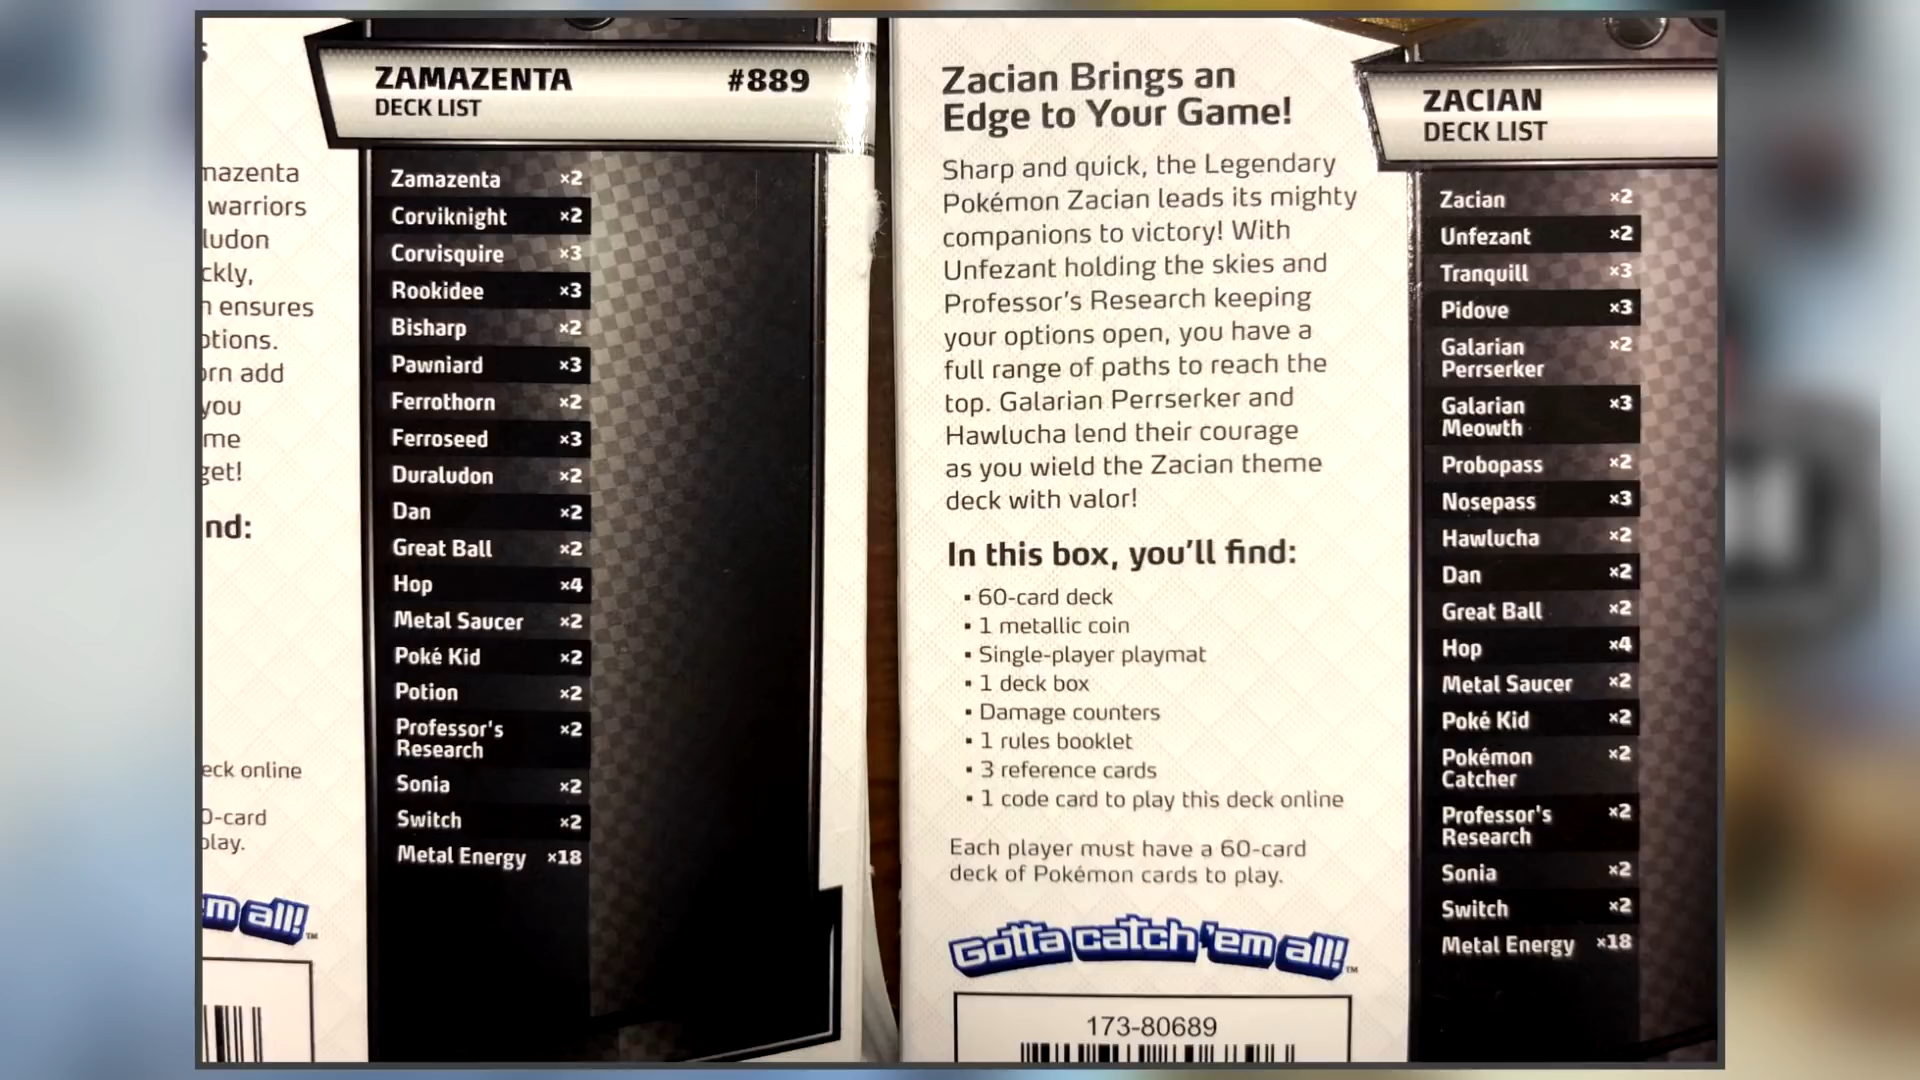 ZAMAZENTA #889
DECK LIST
Zamazenta ×2
Corviknight ×2
Corvisquire ×3
Rookidee ×3
Bisharp ×2
Pawniard ×3
Ferrothorn ×2
Ferroseed ×3
Duraludon ×2
Dan ×2
Great Ball ×2
Hop ×4
Metal Saucer ×2
Poké Kid ×2
Potion ×2
Professor's ×2
Research
Sonia ×2
Switch ×2
Metal Energy ×18
warriors
ensures
add
you
eck online
em all!™
Zacian Brings an
Edge to Your Game!
Sharp and quick, the Legendary
Pokémon Zacian leads its mighty
companions to victory! With
Unfezant holding the skies and
Professor's Research keeping
your options open, you have a
full range of paths to reach the
top. Galarian Perrserker and
Hawlucha lend their courage
as you wield the Zacian theme
deck with valor!
In this box, you'll find:
▪ 60-card deck
▪ 1 metallic coin
▪ Single-player playmat
▪ 1 deck box
▪ Damage counters
▪ 1 rules booklet
▪ 3 reference cards
▪ 1 code card to play this deck online
Each player must have a 60-card
deck of Pokémon cards to play.
Gotta catch 'em all!™
173-80689
ZACIAN
DECK LIST
Zacian ×2
Unfezant ×2
Tranquill ×3
Pidove ×3
Galarian ×2
Perrserker
Galarian ×3
Meowth
Probopass ×2
Nosepass ×3
Hawlucha ×2
Dan ×2
Great Ball ×2
Hop ×4
Metal Saucer ×2
Poké Kid ×2
Pokémon ×2
Catcher
Professor's ×2
Research
Sonia ×2
Switch ×2
Metal Energy ×18